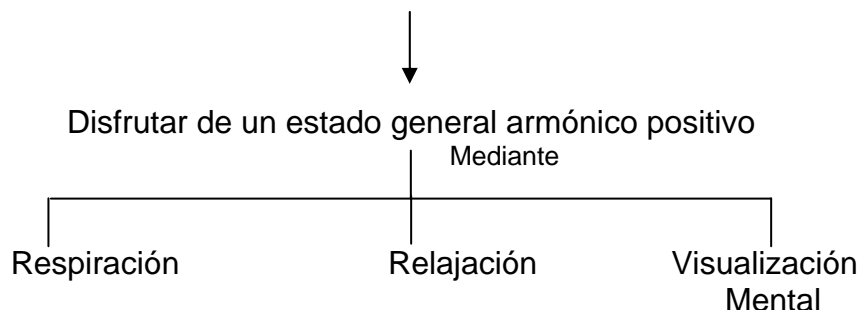 Disfrutar de un estado general armónico positivo
Mediante
Respiración
Relajación
Visualización
Mental